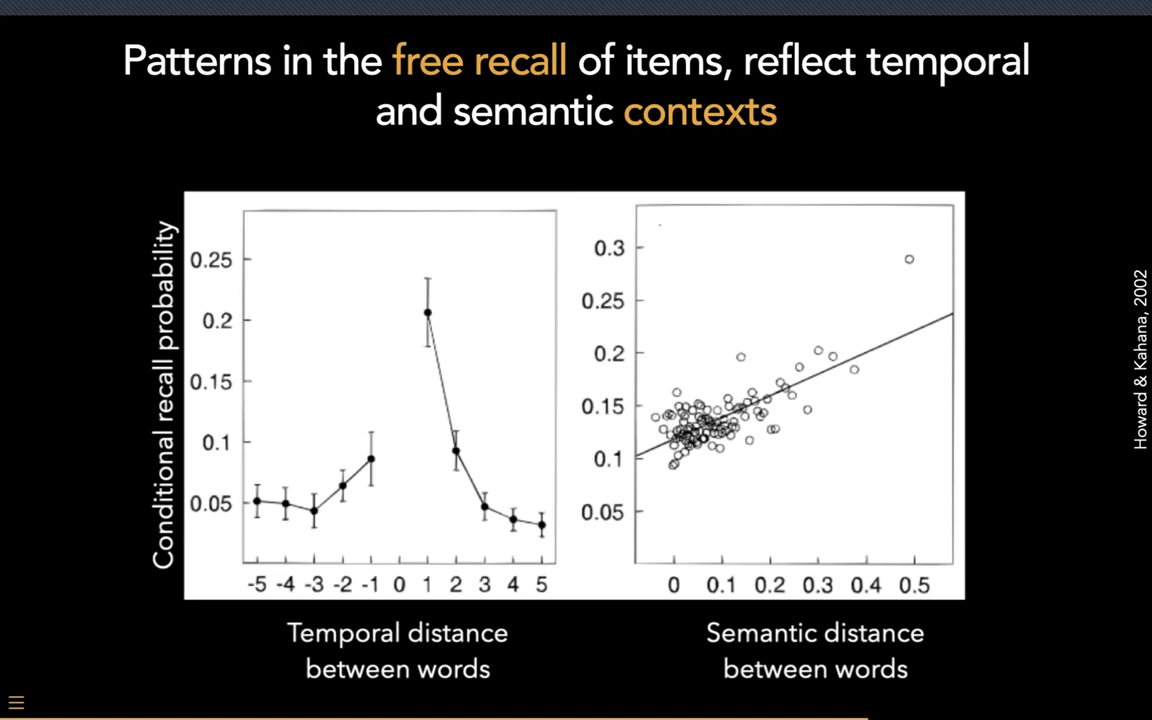 Patterns in the free recall of items, reflect temporal
and semantic contexts
Conditional recall probability
0.25
0.2
0.15
0.1
0.05
-5 -4 -3 -2 -1 0 1 2 3 4 5
Temporal distance
between words
0.3
0.25
0.2
0.15
0.1
0.05
0 0.1 0.2 0.3 0.4 0.5
Semantic distance
between words
Howard & Kahana, 2002